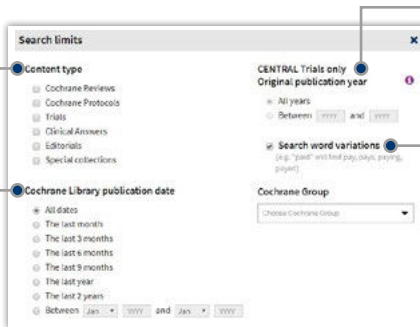 Search limits
Content type
Cochrane Reviews
Cochrane Protocols
Trials
Clinical Answers
Editorials
Special collections
Cochrane Library publication date
All dates
The last month
The last 3 months
The last 6 months
The last 9 months
The last year
The last 2 years
Between Jan YYYY and Jan YYYY
CENTRAL Trials only
Original publication year
All years
Between YYYY and YYYY
Search word variations
(e.g. "paid" will find pay, pays, paying,
payed)
Cochrane Group
Choose Cochrane Group